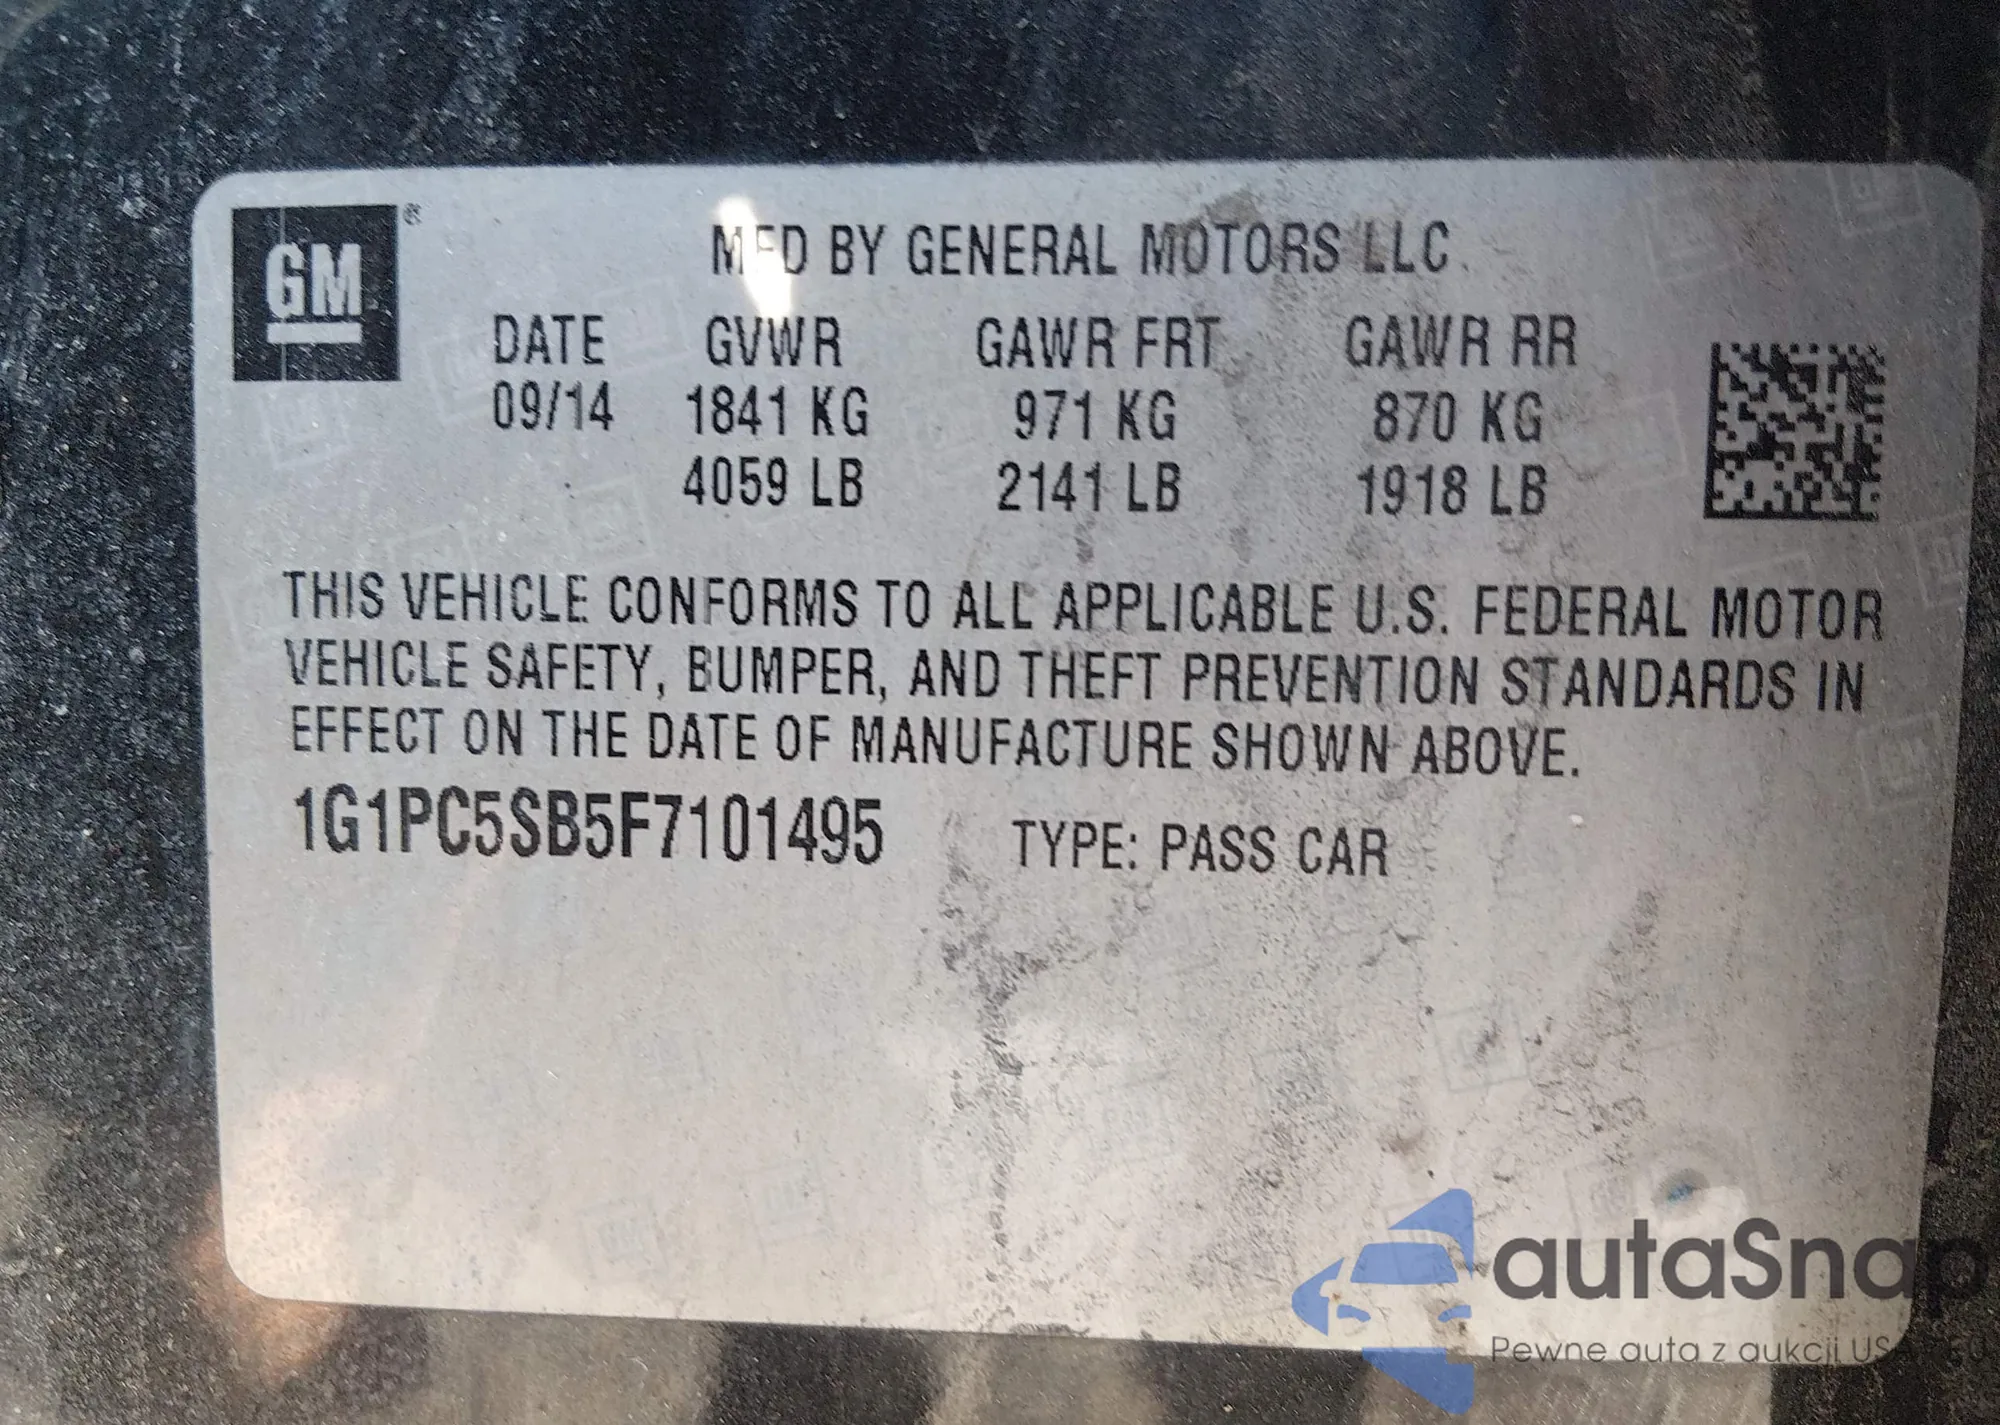 GM ®
MFD BY GENERAL MOTORS LLC
DATE GVWR GAWR FRT GAWR RR
09/14 1841 KG 971 KG 870 KG
4059 LB 2141 LB 1918 LB
THIS VEHICLE CONFORMS TO ALL APPLICABLE U.S. FEDERAL MOTOR
VEHICLE SAFETY, BUMPER, AND THEFT PREVENTION STANDARDS IN
EFFECT ON THE DATE OF MANUFACTURE SHOWN ABOVE.
1G1PC5SB5F7101495 TYPE: PASS CAR
autaSnap
Pewne auta z aukcji